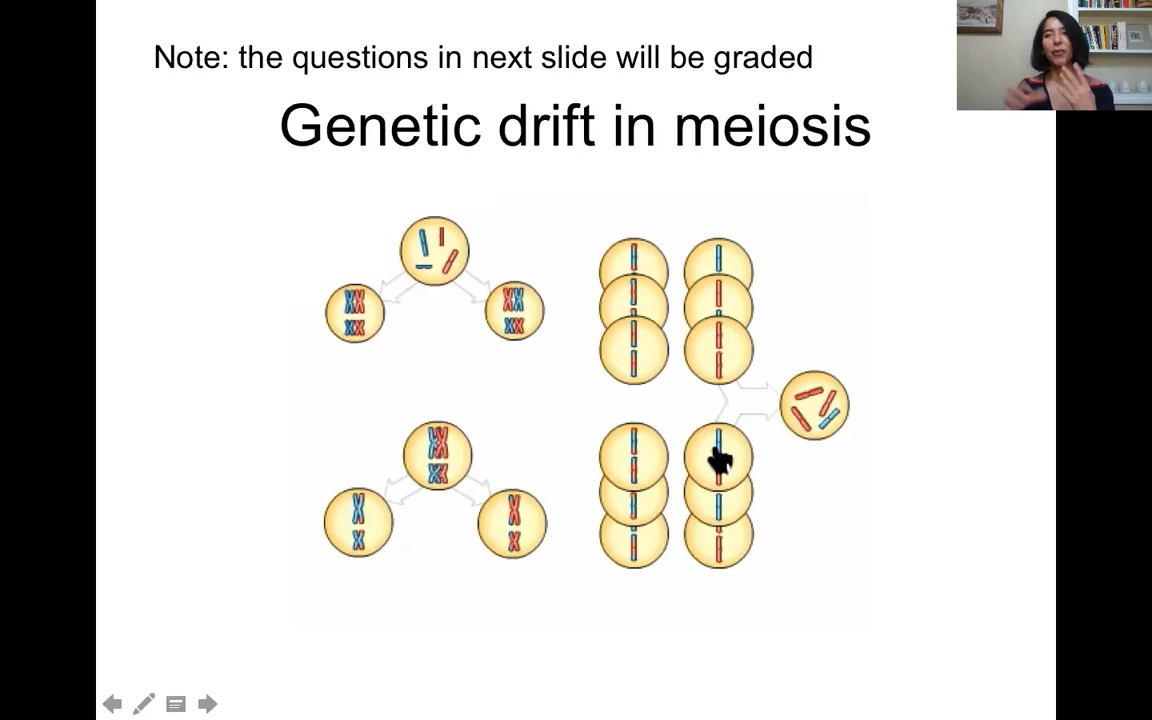 Note: the questions in next slide will be graded
Genetic drift in meiosis